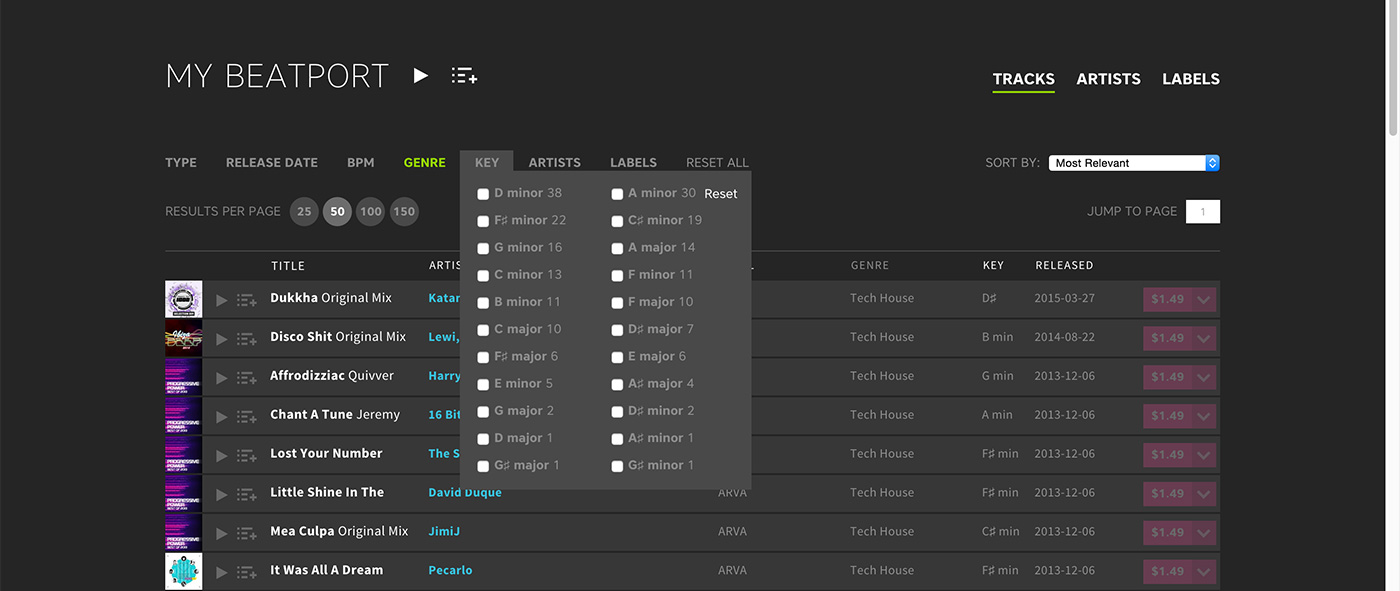 MY BEATPORT
TRACKS ARTISTS LABELS
TYPE RELEASE DATE BPM GENRE KEY ARTISTS LABELS RESET ALL SORT BY: Most Relevant
D minor 38 A minor 30 Reset
RESULTS PER PAGE 25 50 100 150 JUMP TO PAGE 1
F♯ minor 22 C♯ minor 19
G minor 16 A major 14
TITLE GENRE KEY RELEASED
C minor 13 F minor 11
Dukkha Original Mix Tech House D♯ 2015-03-27 $1.49
B minor 11 F major 10
C major 10 D♯ major 7
Disco Shit Original Mix Lewi, Tech House B min 2014-08-22 $1.49
F♯ major 6 E major 6
Affrodizziac Quivver Harry Tech House G min 2013-12-06 $1.49
E minor 5 A♯ major 4
G major 2 D♯ minor 2
Chant A Tune Jeremy 16 Bit Tech House A min 2013-12-06 $1.49
D major 1 A♯ minor 1
Lost Your Number The S Tech House F♯ min 2013-12-06 $1.49
G♯ major 1 G♯ minor 1
Little Shine In The David Duque ARVA Tech House F♯ min 2013-12-06 $1.49
Mea Culpa Original Mix JimiJ ARVA Tech House C♯ min 2013-12-06 $1.49
It Was All A Dream Pecarlo ARVA Tech House F♯ min 2013-12-06 $1.49